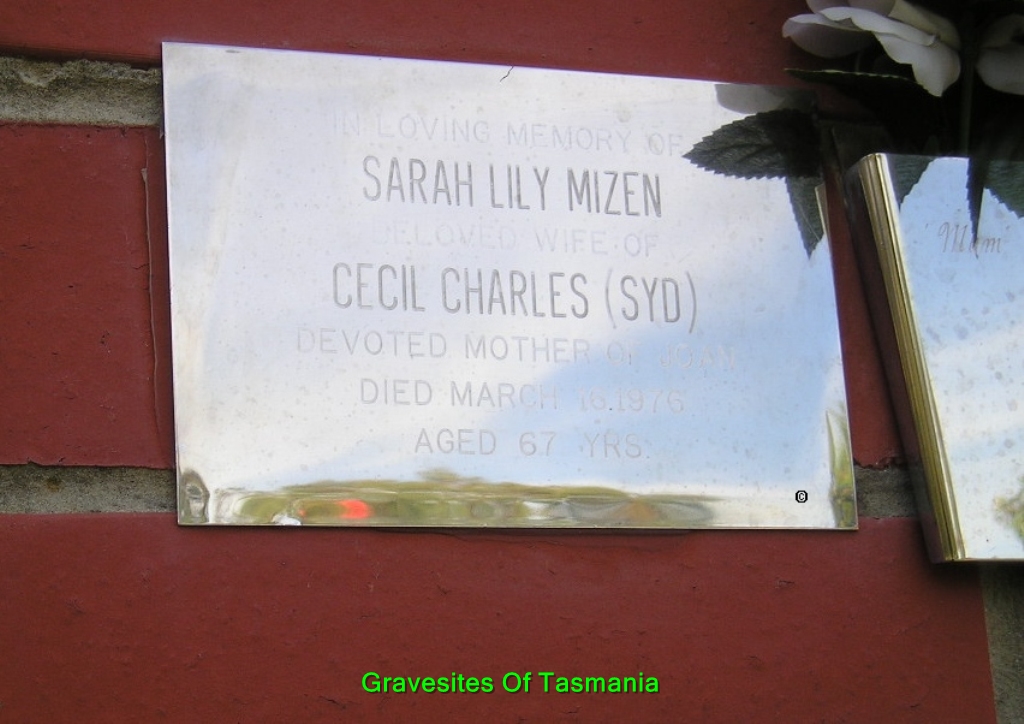 IN LOVING MEMORY OF
SARAH LILY MIZEN
BELOVED WIFE OF
CECIL CHARLES (SYD)
DEVOTED MOTHER OF JOAN
DIED MARCH 16.1976
AGED 67 YRS.
Mum
©
Gravesites Of Tasmania